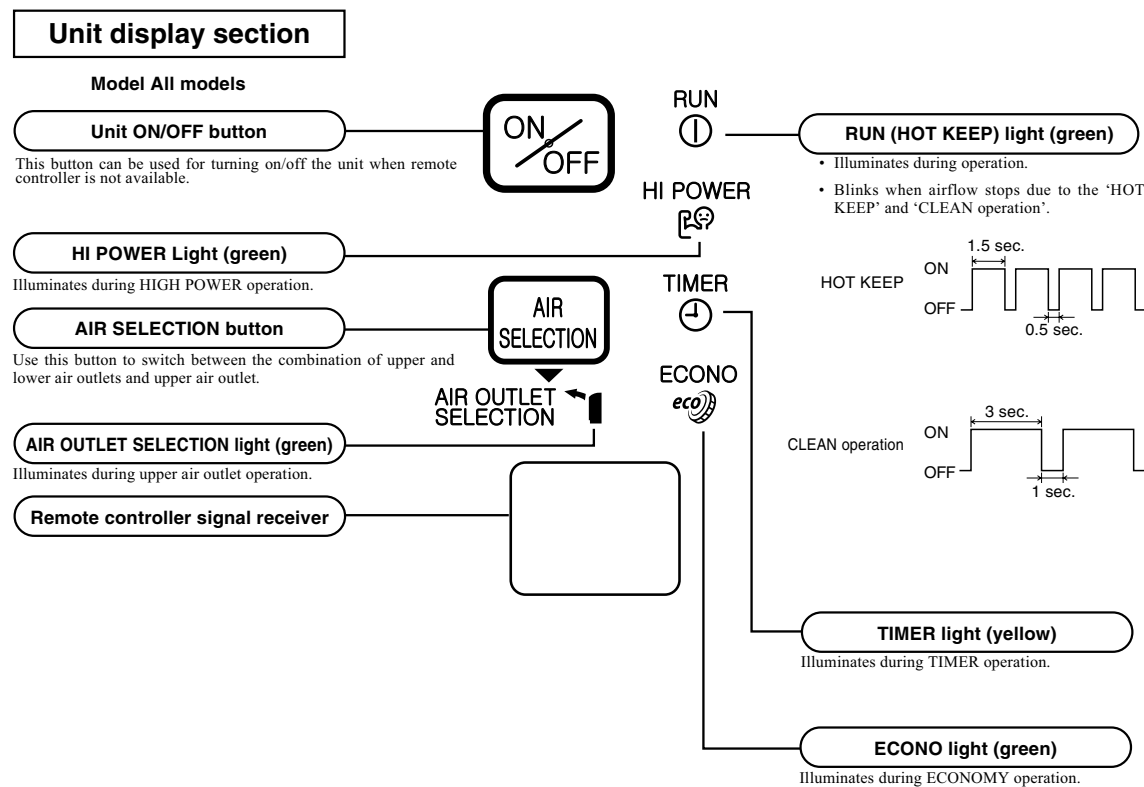 Unit display section
Model All models
Unit ON/OFF button
This button can be used for turning on/off the unit when remote
controller is not available.
HI POWER Light (green)
Illuminates during HIGH POWER operation.
AIR SELECTION button
Use this button to switch between the combination of upper and
lower air outlets and upper air outlet.
AIR OUTLET SELECTION light (green)
Illuminates during upper air outlet operation.
Remote controller signal receiver
ON
OFF
AIR
SELECTION
AIR OUTLET
SELECTION
RUN
HI POWER
TIMER
ECONO
eco
RUN (HOT KEEP) light (green)
• Illuminates during operation.
• Blinks when airflow stops due to the ‘HOT
KEEP’ and ‘CLEAN operation’.
1.5 sec.
HOT KEEP
ON
OFF
0.5 sec.
3 sec.
CLEAN operation
ON
OFF
1 sec.
TIMER light (yellow)
Illuminates during TIMER operation.
ECONO light (green)
Illuminates during ECONOMY operation.